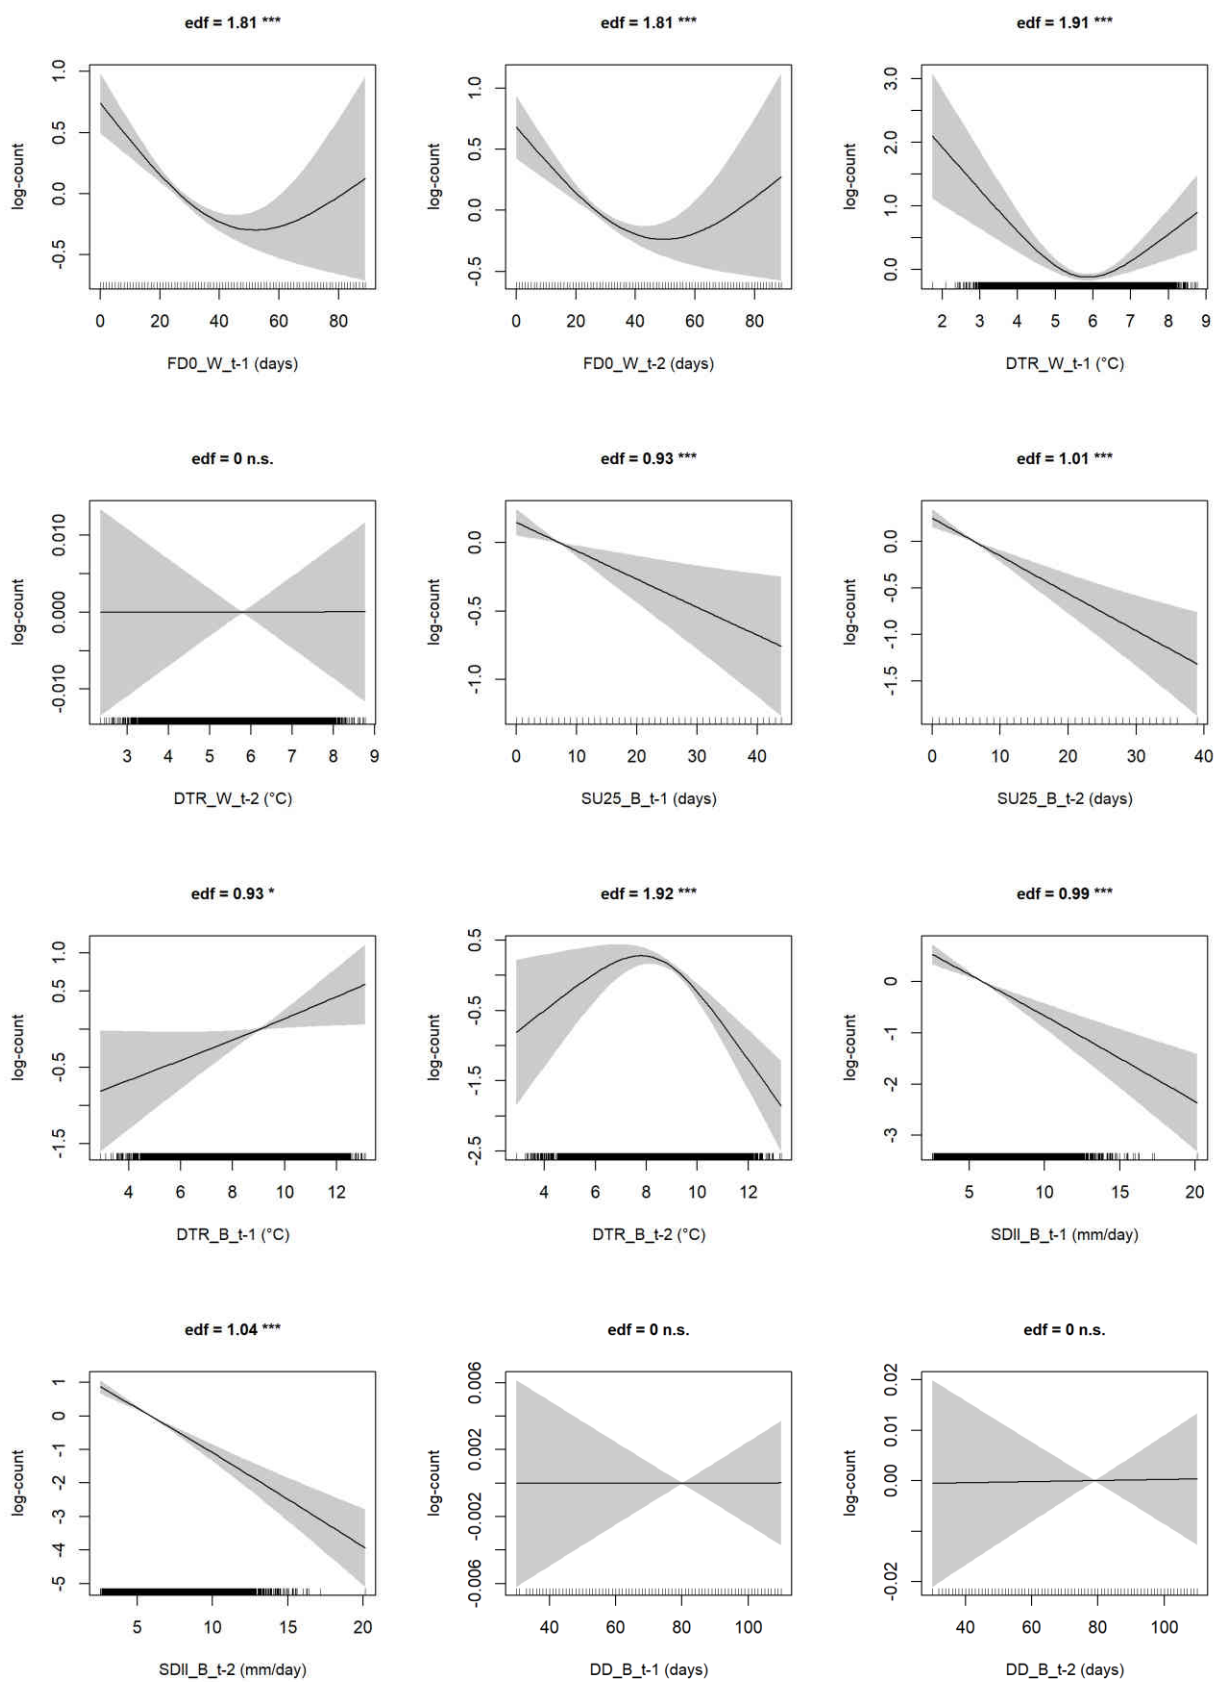 edf = 1.81 ***
log-count
1.0
0.5
0.0
-0.5
0 20 40 60 80
FD0_W_t-1 (days)
edf = 1.81 ***
log-count
1.0
0.5
0.0
-0.5
0 20 40 60 80
FD0_W_t-2 (days)
edf = 1.91 ***
log-count
3.0
2.0
1.0
0.0
2 3 4 5 6 7 8 9
DTR_W_t-1 (°C)
edf = 0 n.s.
log-count
0.010
0.000
-0.010
3 4 5 6 7 8 9
DTR_W_t-2 (°C)
edf = 0.93 ***
log-count
0.0
-0.5
-1.0
0 10 20 30 40
SU25_B_t-1 (days)
edf = 1.01 ***
log-count
0.0
-0.5
-1.0
-1.5
0 10 20 30 40
SU25_B_t-2 (days)
edf = 0.93 *
log-count
1.0
0.5
-0.5
-1.5
4 6 8 10 12
DTR_B_t-1 (°C)
edf = 1.92 ***
log-count
0.5
-0.5
-1.5
-2.5
4 6 8 10 12
DTR_B_t-2 (°C)
edf = 0.99 ***
log-count
0
-1
-2
-3
5 10 15 20
SDII_B_t-1 (mm/day)
edf = 1.04 ***
log-count
1
0
-1
-2
-3
-4
-5
5 10 15 20
SDII_B_t-2 (mm/day)
edf = 0 n.s.
log-count
0.006
0.002
-0.002
-0.006
40 60 80 100
DD_B_t-1 (days)
edf = 0 n.s.
log-count
0.02
0.01
0.00
-0.02
40 60 80 100
DD_B_t-2 (days)